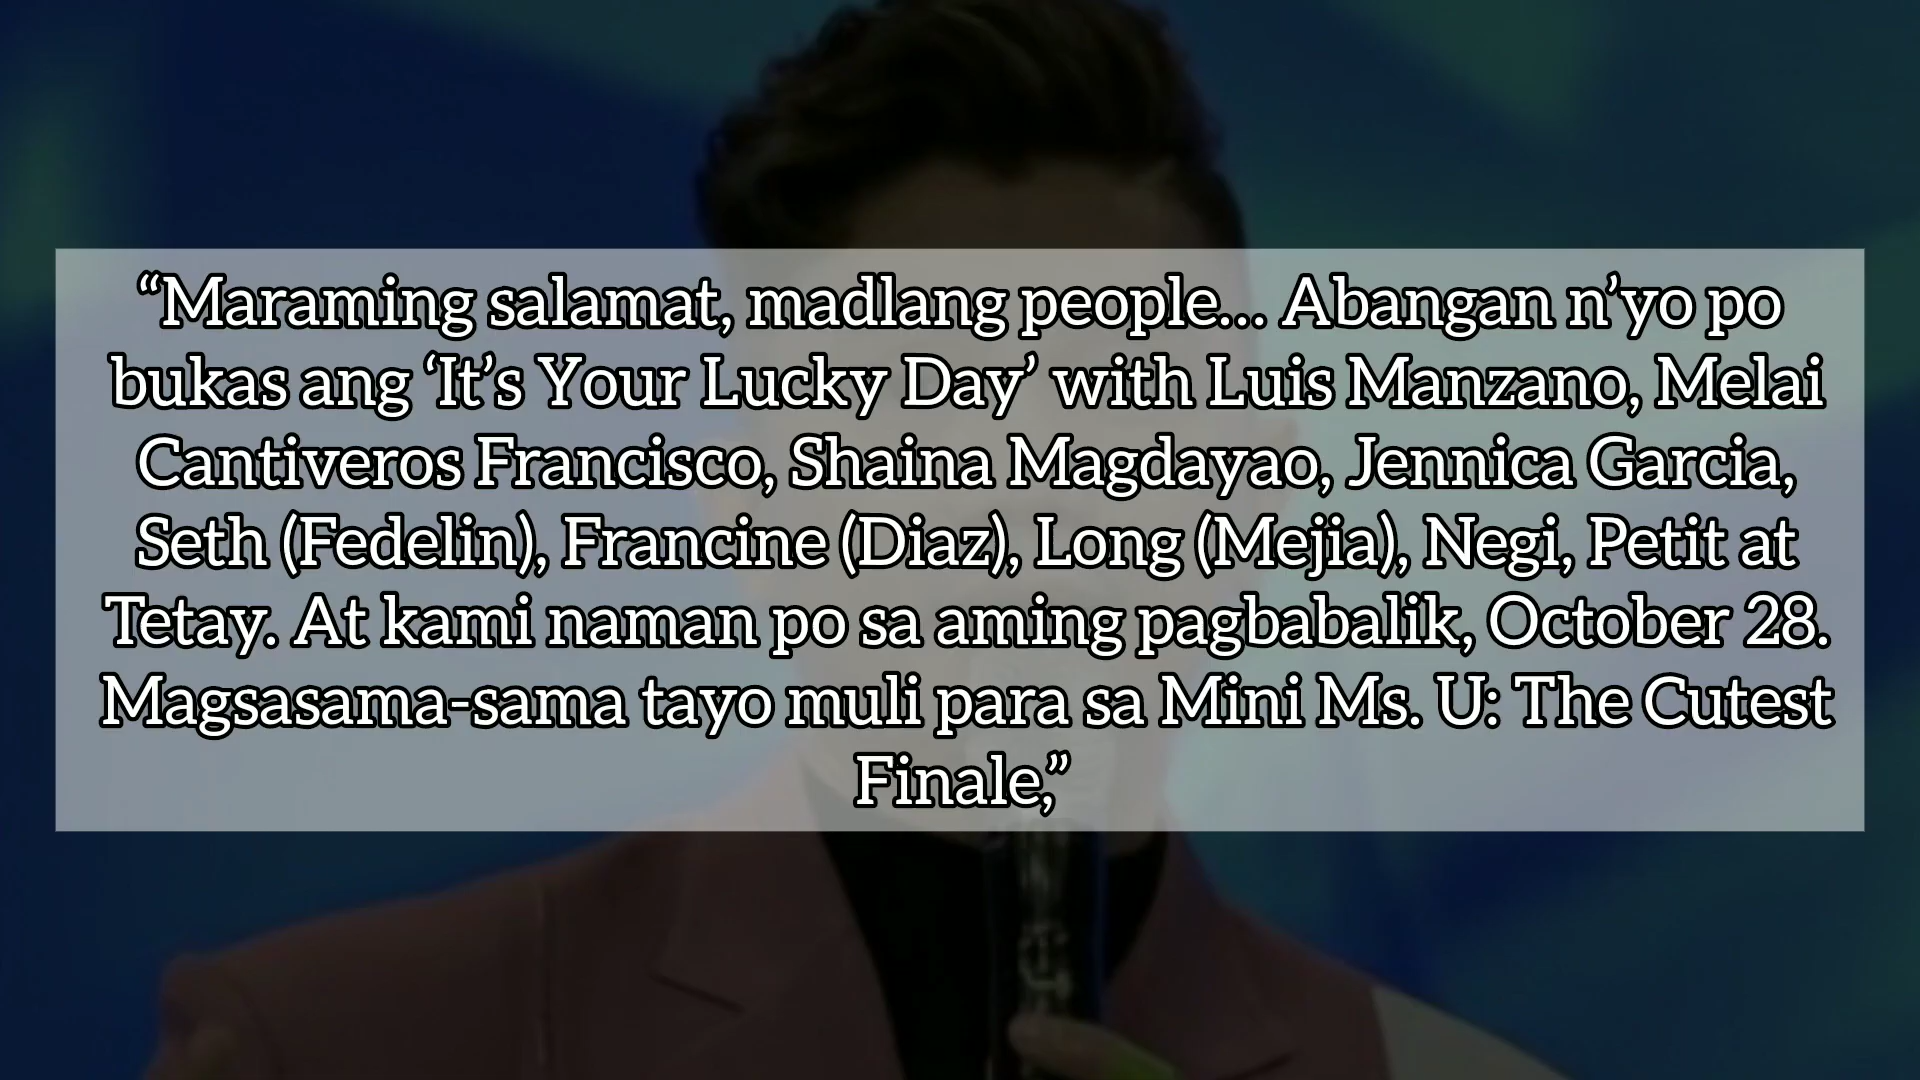 “Maraming salamat, madlang people… Abangan n’yo po
bukas ang ‘It’s Your Lucky Day’ with Luis Manzano, Melai
Cantiveros Francisco, Shaina Magdayao, Jennica Garcia,
Seth (Fedelin), Francine (Diaz), Long (Mejia), Negi, Petit at
Tetay. At kami naman po sa aming pagbabalik, October 28.
Magsasama-sama tayo muli para sa Mini Ms. U: The Cutest
Finale,”